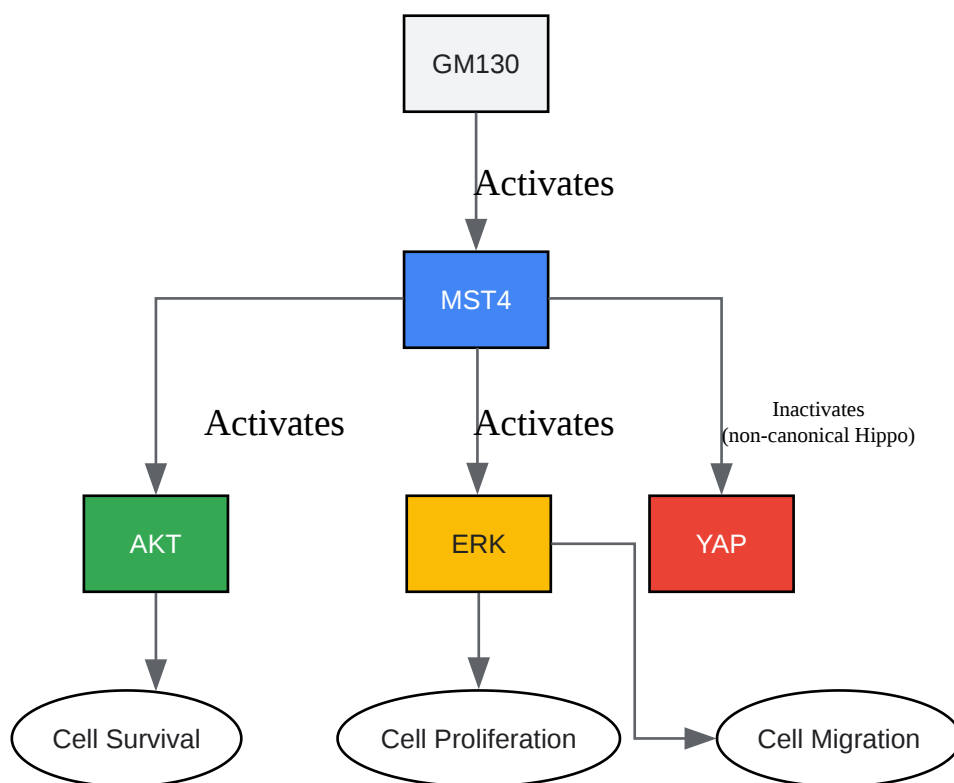 GM130
Activates
MST4
Activates
Activates
Inactivates
(non-canonical Hippo)
AKT
ERK
YAP
Cell Survival
Cell Proliferation
Cell Migration